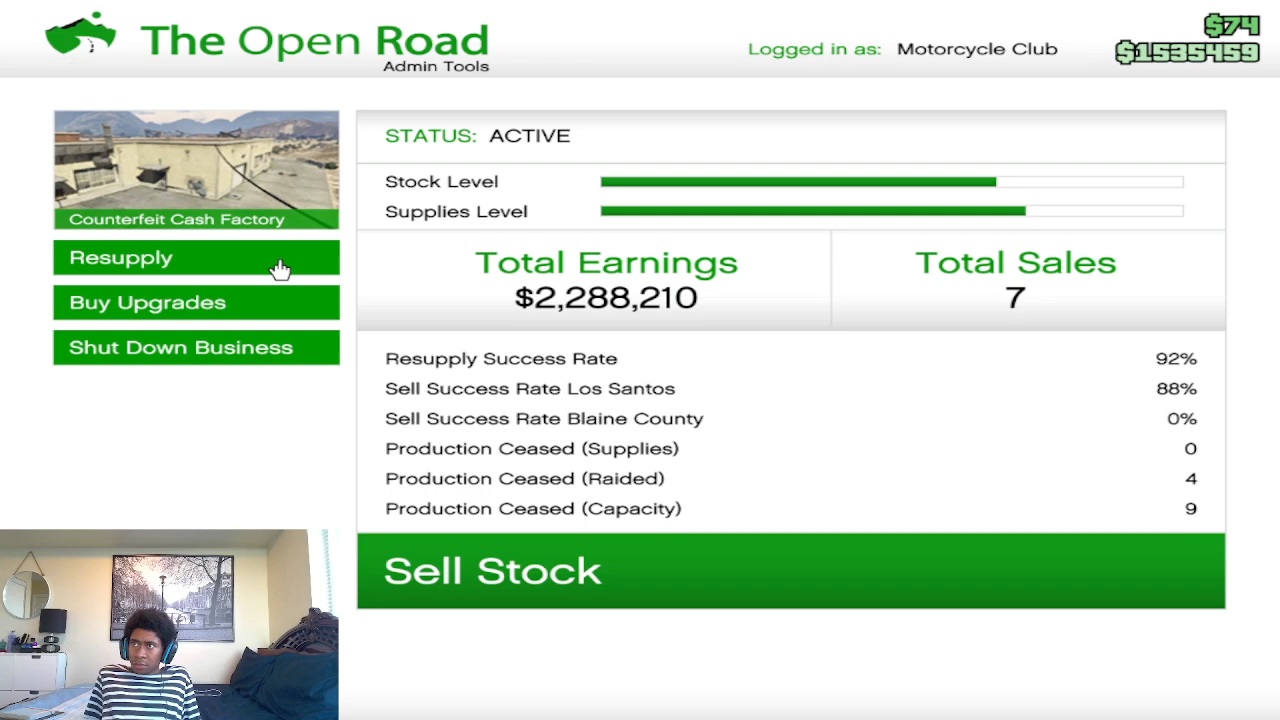 The Open Road
Admin Tools
Logged in as: Motorcycle Club
$74
$1535459
Counterfeit Cash Factory
Resupply
Buy Upgrades
Shut Down Business
STATUS: ACTIVE
Stock Level
Supplies Level
Total Earnings
$2,288,210
Total Sales
7
Resupply Success Rate 92%
Sell Success Rate Los Santos 88%
Sell Success Rate Blaine County 0%
Production Ceased (Supplies) 0
Production Ceased (Raided) 4
Production Ceased (Capacity) 9
Sell Stock